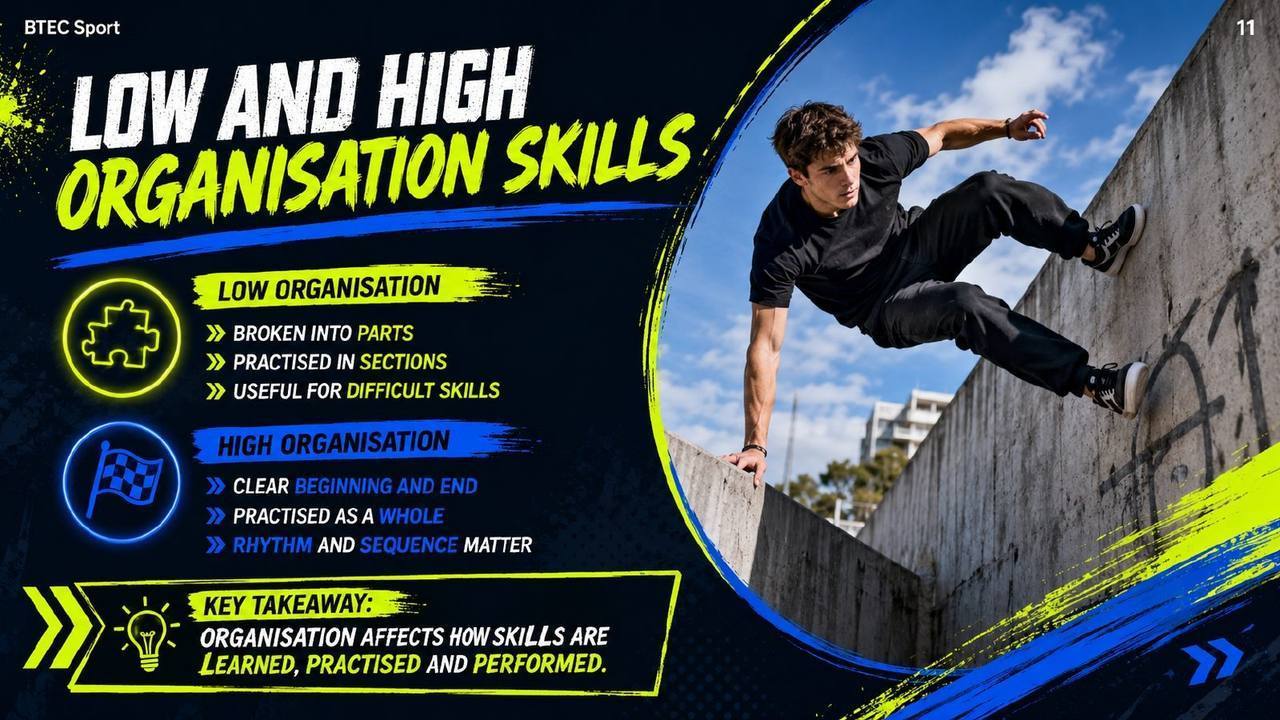 BTEC Sport
11
LOW AND HIGH
ORGANISATION SKILLS
LOW ORGANISATION
BROKEN INTO PARTS
PRACTISED IN SECTIONS
USEFUL FOR DIFFICULT SKILLS
HIGH ORGANISATION
CLEAR BEGINNING AND END
PRACTISED AS A WHOLE
RHYTHM AND SEQUENCE MATTER
KEY TAKEAWAY:
ORGANISATION AFFECTS HOW SKILLS ARE
LEARNED, PRACTISED AND PERFORMED.